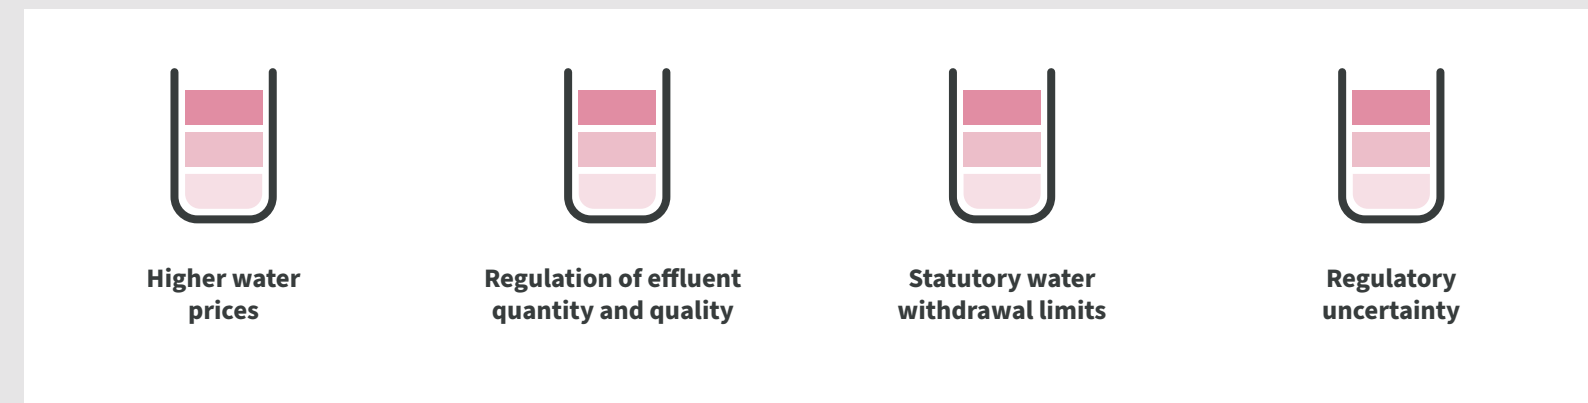 Higher water
prices
Regulation of effluent
quantity and quality
Statutory water
withdrawal limits
Regulatory
uncertainty